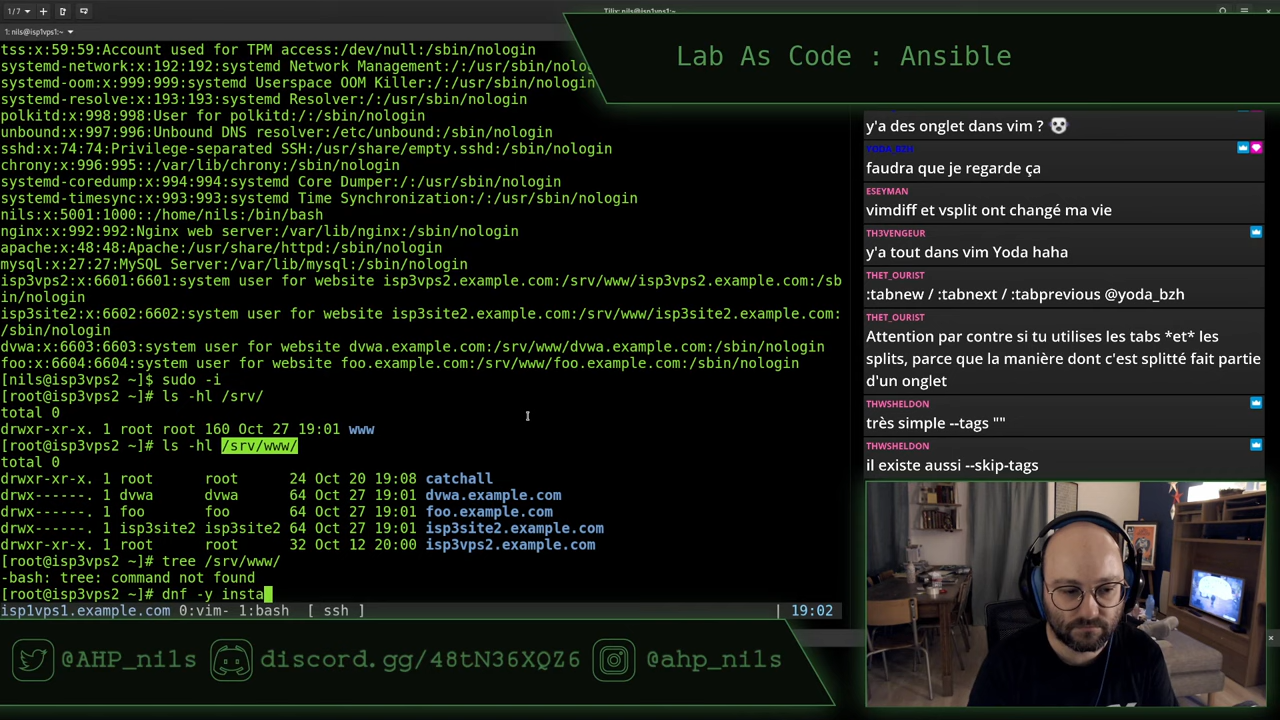 1/7
Tilix: nils@isp1vps1:~
1: nils@isp1vps1:~
tss:x:59:59:Account used for TPM access:/dev/null:/sbin/nologin
systemd-network:x:192:192:systemd Network Management:/:/usr/sbin/nolo
systemd-oom:x:999:999:systemd Userspace OOM Killer:/:/usr/sbin/nologin
systemd-resolve:x:193:193:systemd Resolver:/:/usr/sbin/nologin
polkitd:x:998:998:User for polkitd:/:/sbin/nologin
unbound:x:997:996:Unbound DNS resolver:/etc/unbound:/sbin/nologin
sshd:x:74:74:Privilege-separated SSH:/usr/share/empty.sshd:/sbin/nologin
chrony:x:996:995::/var/lib/chrony:/sbin/nologin
systemd-coredump:x:994:994:systemd Core Dumper:/:/usr/sbin/nologin
systemd-timesync:x:993:993:systemd Time Synchronization:/:/usr/sbin/nologin
nils:x:5001:1000::/home/nils:/bin/bash
nginx:x:992:992:Nginx web server:/var/lib/nginx:/sbin/nologin
apache:x:48:48:Apache:/usr/share/httpd:/sbin/nologin
mysql:x:27:27:MySQL Server:/var/lib/mysql:/sbin/nologin
isp3vps2:x:6601:6601:system user for website isp3vps2.example.com:/srv/www/isp3vps2.example.com:/sb
in/nologin
isp3site2:x:6602:6602:system user for website isp3site2.example.com:/srv/www/isp3site2.example.com:
/sbin/nologin
dvwa:x:6603:6603:system user for website dvwa.example.com:/srv/www/dvwa.example.com:/sbin/nologin
foo:x:6604:6604:system user for website foo.example.com:/srv/www/foo.example.com:/sbin/nologin
[nils@isp3vps2 ~]$ sudo -i
[root@isp3vps2 ~]# ls -hl /srv/
total 0
drwxr-xr-x. 1 root root 160 Oct 27 19:01 www
[root@isp3vps2 ~]# ls -hl /srv/www/
total 0
drwxr-xr-x. 1 root      root      24 Oct 20 19:08 catchall
drwx------. 1 dvwa      dvwa      64 Oct 27 19:01 dvwa.example.com
drwx------. 1 foo       foo       64 Oct 27 19:01 foo.example.com
drwx------. 1 isp3site2 isp3site2 64 Oct 27 19:01 isp3site2.example.com
drwxr-xr-x. 1 root      root      32 Oct 12 20:00 isp3vps2.example.com
[root@isp3vps2 ~]# tree /srv/www/
-bash: tree: command not found
[root@isp3vps2 ~]# dnf -y insta
isp1vps1.example.com 0:vim- 1:bash  [ ssh ] | 19:02
Lab As Code : Ansible
y'a des onglet dans vim ?
YODA_BZH
faudra que je regarde ça
ESEYMAN
vimdiff et vsplit ont changé ma vie
TH3VENGEUR
y'a tout dans vim Yoda haha
THET_OURIST
:tabnew / :tabnext / :tabprevious @yoda_bzh
THET_OURIST
Attention par contre si tu utilises les tabs *et* les
splits, parce que la manière dont c'est splitté fait partie
d'un onglet
THWSHELDON
très simple --tags ""
THWSHELDON
il existe aussi --skip-tags
@AHP_nils
discord.gg/48tN36XQZ6
@ahp_nils